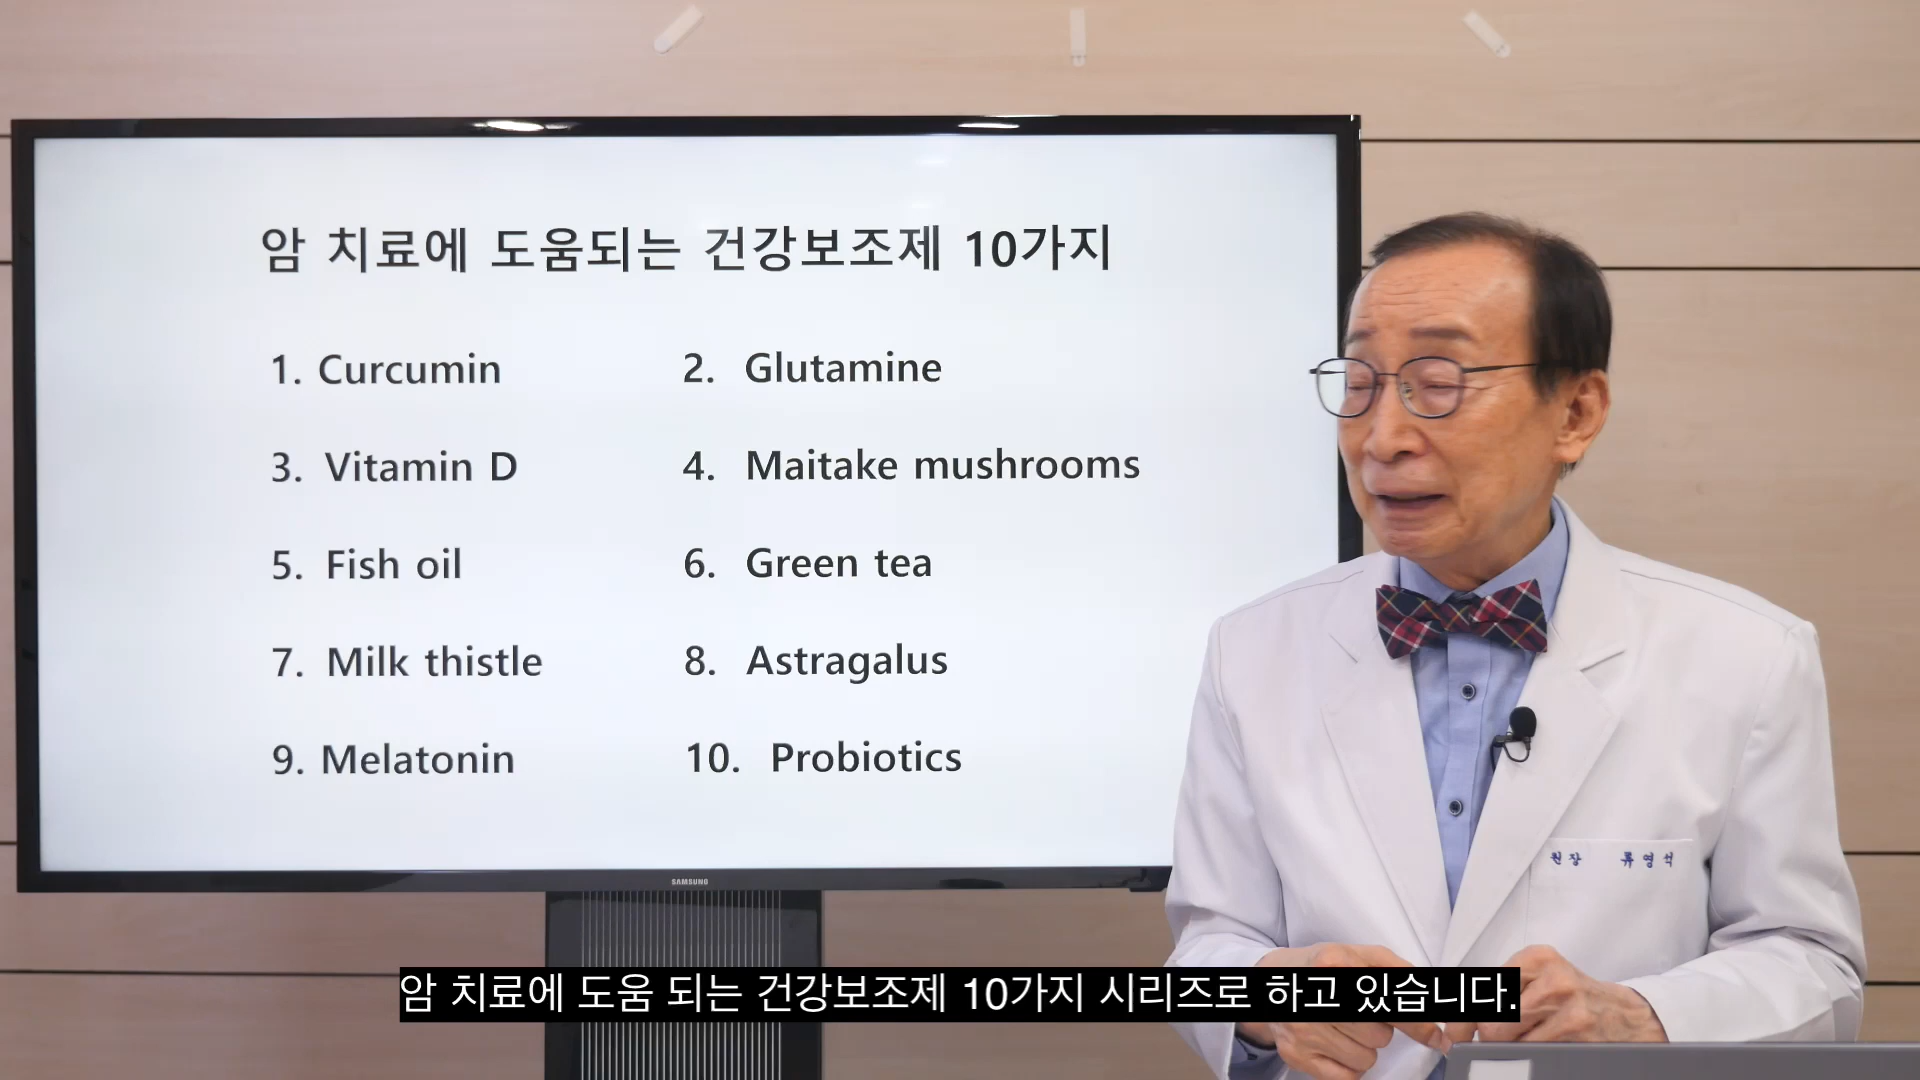 암 치료에 도움되는 건강보조제 10가지
1. Curcumin
2. Glutamine
3. Vitamin D
4. Maitake mushrooms
5. Fish oil
6. Green tea
7. Milk thistle
8. Astragalus
9. Melatonin
10. Probiotics
SAMSUNG
원장 류영석
암 치료에 도움 되는 건강보조제 10가지 시리즈로 하고 있습니다.